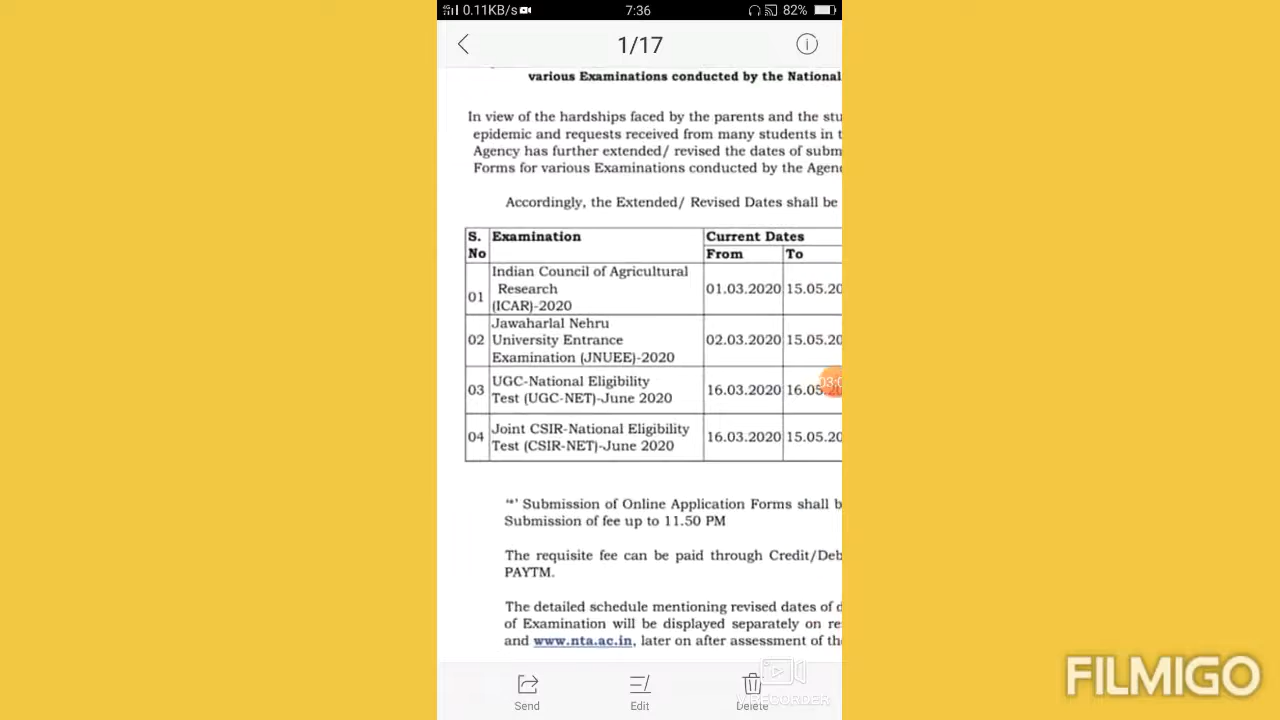 0.11KB/s 7:36 82%
1/17
various Examinations conducted by the National
In view of the hardships faced by the parents and the stu
epidemic and requests received from many students in t
Agency has further extended/ revised the dates of subm
Forms for various Examinations conducted by the Agen
Accordingly, the Extended/ Revised Dates shall be
S. Examination Current Dates
No From To
Indian Council of Agricultural
Research
01 01.03.2020 15.05.20
(ICAR)-2020
Jawaharlal Nehru
02 University Entrance 02.03.2020 15.05.20
Examination (JNUEE)-2020
UGC-National Eligibility
03 16.03.2020 16.05.20
Test (UGC-NET)-June 2020
Joint CSIR-National Eligibility
04 16.03.2020 15.05.20
Test (CSIR-NET)-June 2020
'*' Submission of Online Application Forms shall b
Submission of fee up to 11.50 PM
The requisite fee can be paid through Credit/Deb
PAYTM.
The detailed schedule mentioning revised dates of d
of Examination will be displayed separately on re
and www.nta.ac.in, later on after assessment of the
Send Edit Delete
V RECORDER
FILMIGO